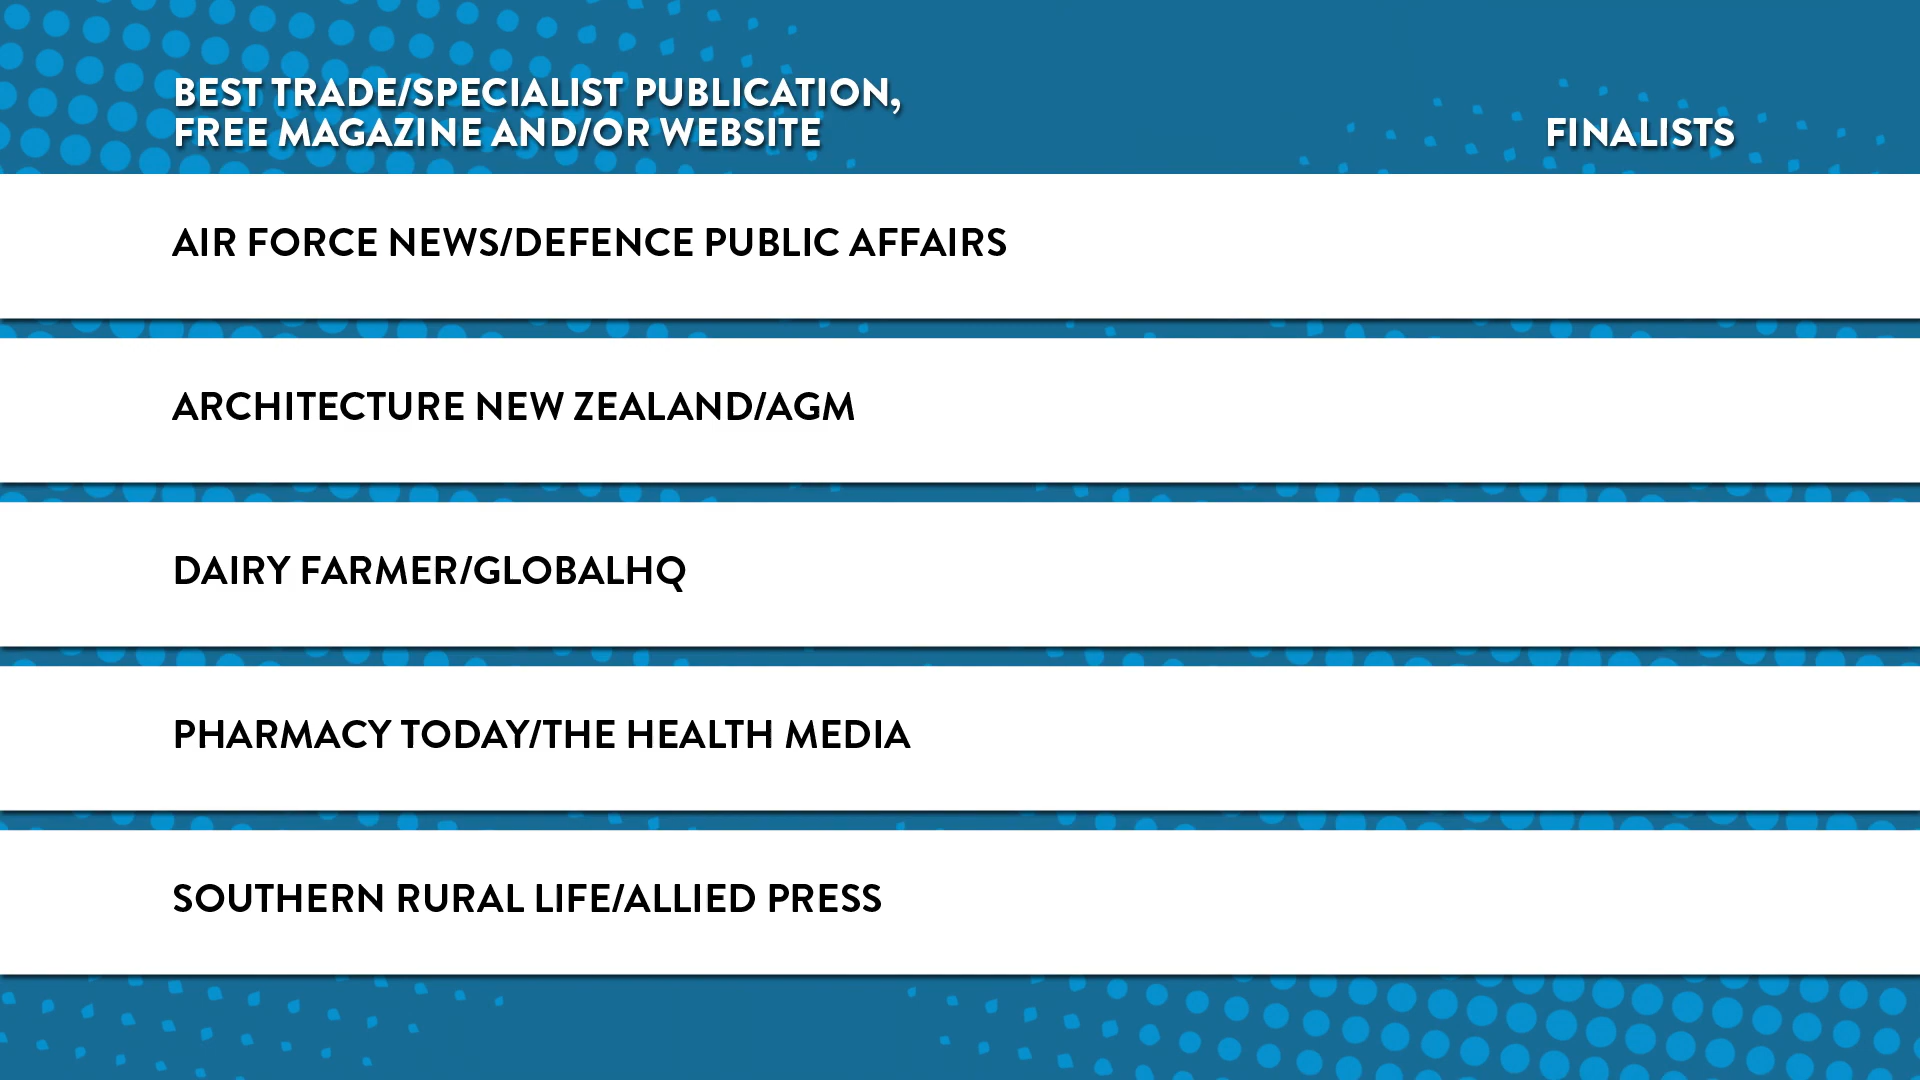 BEST TRADE/SPECIALIST PUBLICATION,
FREE MAGAZINE AND/OR WEBSITE
FINALISTS
AIR FORCE NEWS/DEFENCE PUBLIC AFFAIRS
ARCHITECTURE NEW ZEALAND/AGM
DAIRY FARMER/GLOBALHQ
PHARMACY TODAY/THE HEALTH MEDIA
SOUTHERN RURAL LIFE/ALLIED PRESS